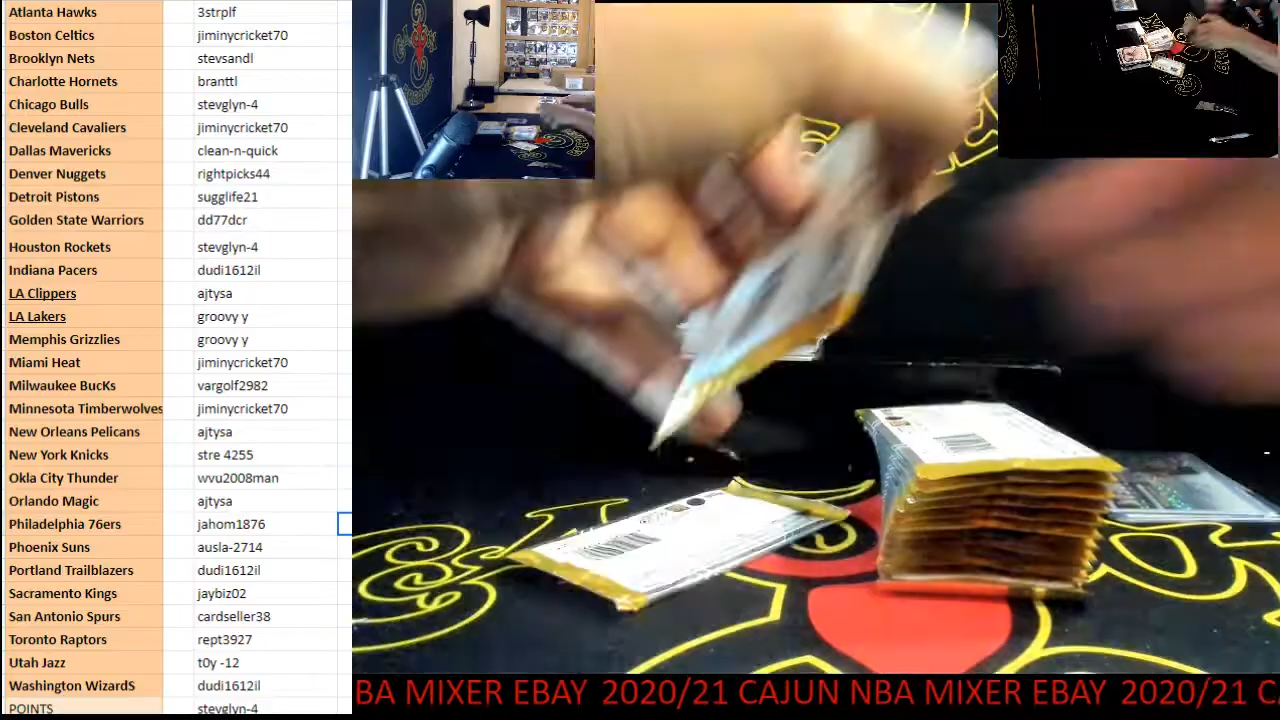 Atlanta Hawks 3strplf
Boston Celtics jiminycricket70
Brooklyn Nets stevsandl
Charlotte Hornets branttl
Chicago Bulls stevglyn-4
Cleveland Cavaliers jiminycricket70
Dallas Mavericks clean-n-quick
Denver Nuggets rightpicks44
Detroit Pistons sugglife21
Golden State Warriors dd77dcr
Houston Rockets stevglyn-4
Indiana Pacers dudi1612il
LA Clippers ajtysa
LA Lakers groovy y
Memphis Grizzlies groovy y
Miami Heat jiminycricket70
Milwaukee BucKs vargolf2982
Minnesota Timberwolves jiminycricket70
New Orleans Pelicans ajtysa
New York Knicks stre 4255
Okla City Thunder wvu2008man
Orlando Magic ajtysa
Philadelphia 76ers jahom1876
Phoenix Suns ausla-2714
Portland Trailblazers dudi1612il
Sacramento Kings jaybiz02
San Antonio Spurs cardseller38
Toronto Raptors rept3927
Utah Jazz t0y -12
Washington WizardS dudi1612il
POINTS stevglyn-4
BA MIXER EBAY 2020/21 CAJUN NBA MIXER EBAY 2020/21 C